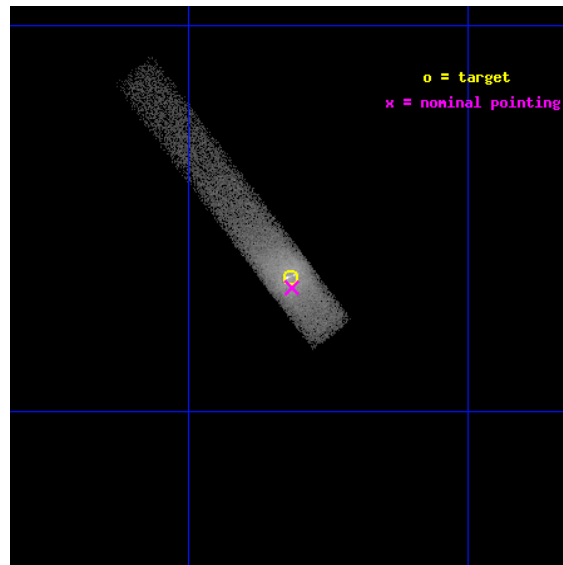 o = target
x = nominal pointing